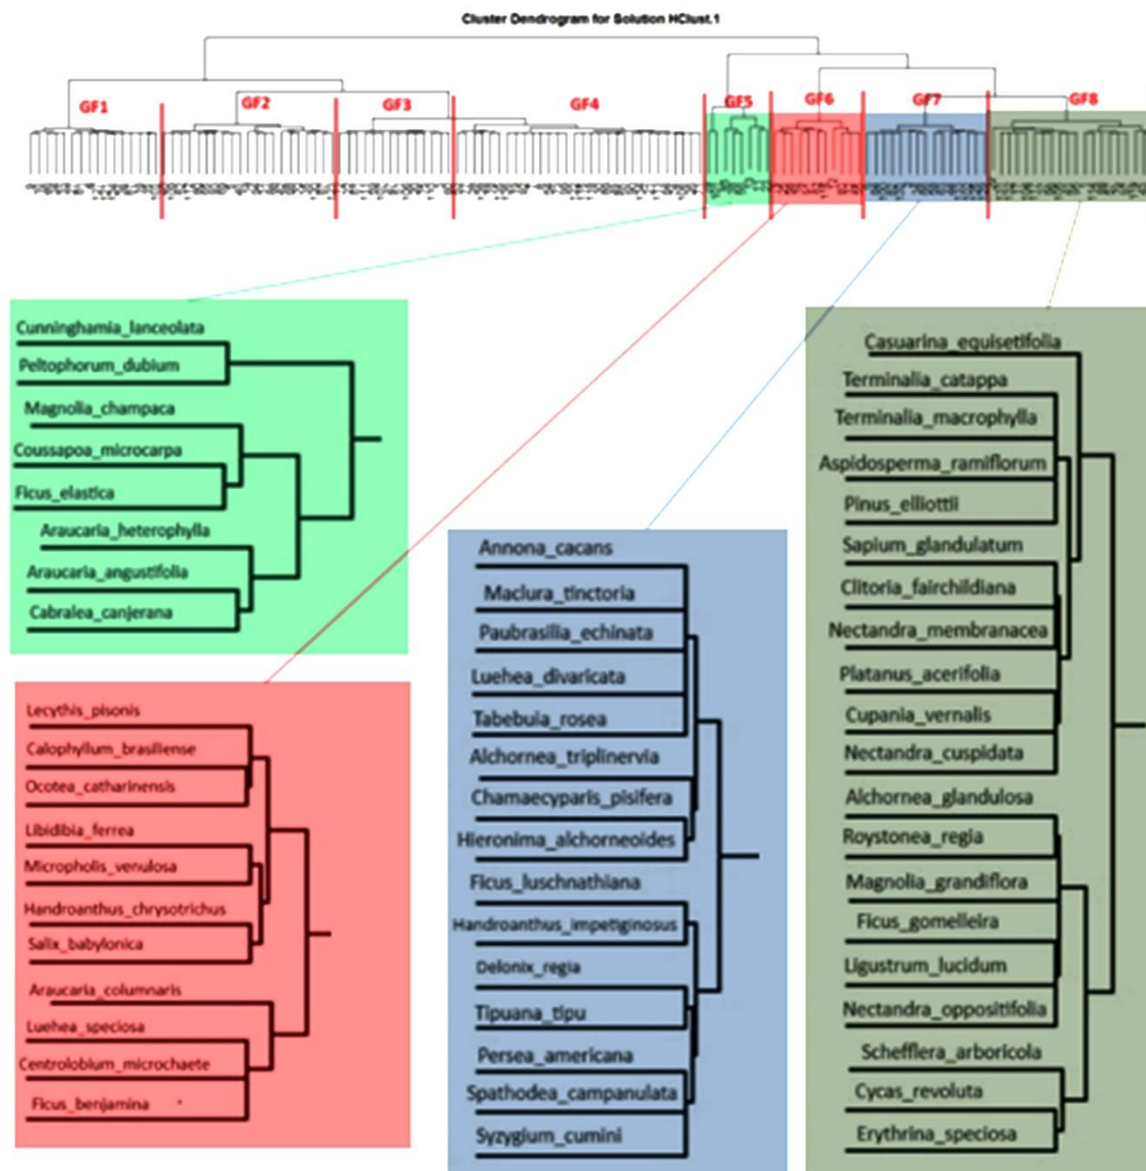 Cluster Dendrogram for Solution HClust.1
GF1
GF2
GF3
GF4
GF5
GF6
GF7
GF8
Cunninghamia_lanceolata
Peltophorum_dubium
Magnolia_champaca
Coussapoa_microcarpa
Ficus_elastica
Araucaria_heterophylla
Araucaria_angustifolia
Cabralea_canjerana
Lecythis_pisonis
Calophyllum_brasiliense
Ocotea_catharinensis
Libidibia_ferrea
Micropholis_venulosa
Handroanthus_chrysotrichus
Salix_babylonica
Araucaria_columnaris
Luehea_speciosa
Centrolobium_microchaete
Ficus_benjamina
Annona_cacans
Maclura_tinctoria
Paubrasilia_echinata
Luehea_divaricata
Tabebuia_rosea
Alchornea_triplinervia
Chamaecyparis_pisifera
Hieronima_alchorneoides
Ficus_luschnathiana
Handroanthus_impetiginosus
Delonix_regia
Tipuana_tipu
Persea_americana
Spathodea_campanulata
Syzygium_cumini
Casuarina_equisetifolia
Terminalia_catappa
Terminalia_macrophylla
Aspidosperma_ramiflorum
Pinus_elliottii
Sapium_glandulatum
Clitoria_fairchildiana
Nectandra_membranacea
Platanus_acerifolia
Cupania_vernalis
Nectandra_cuspidata
Alchornea_glandulosa
Roystonea_regia
Magnolia_grandiflora
Ficus_gomelleira
Ligustrum_lucidum
Nectandra_oppositifolia
Schefflera_arboricola
Cycas_revoluta
Erythrina_speciosa